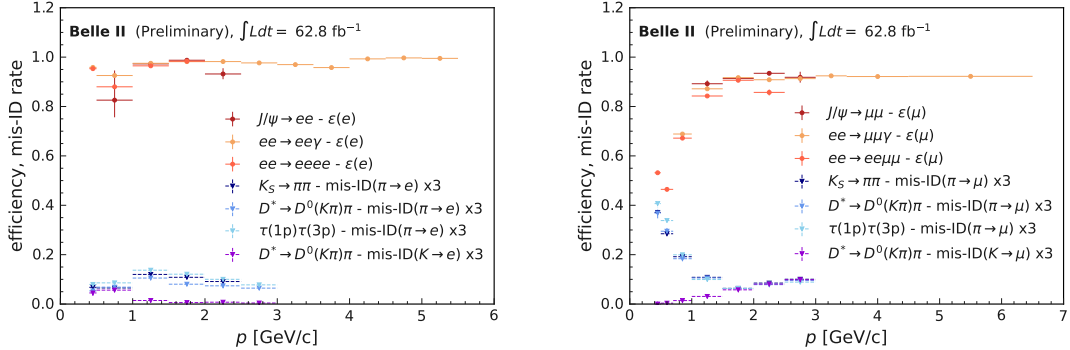 Belle II (Preliminary), ∫Ldt = 62.8 fb⁻¹
efficiency, mis-ID rate
1.2
1.0
0.8
0.6
0.4
0.2
0.0
J/ψ→ee - ε(e)
ee→eeγ - ε(e)
ee→eeee - ε(e)
K_S→ππ - mis-ID(π→e) x3
D*→D⁰(Kπ)π - mis-ID(π→e) x3
τ(1p)τ(3p) - mis-ID(π→e) x3
D*→D⁰(Kπ)π - mis-ID(K→e) x3
0 1 2 3 4 5 6
p [GeV/c]
Belle II (Preliminary), ∫Ldt = 62.8 fb⁻¹
efficiency, mis-ID rate
1.2
1.0
0.8
0.6
0.4
0.2
0.0
J/ψ→μμ - ε(μ)
ee→μμγ - ε(μ)
ee→eeμμ - ε(μ)
K_S→ππ - mis-ID(π→μ) x3
D*→D⁰(Kπ)π - mis-ID(π→μ) x3
τ(1p)τ(3p) - mis-ID(π→μ) x3
D*→D⁰(Kπ)π - mis-ID(K→μ) x3
0 1 2 3 4 5 6 7
p [GeV/c]